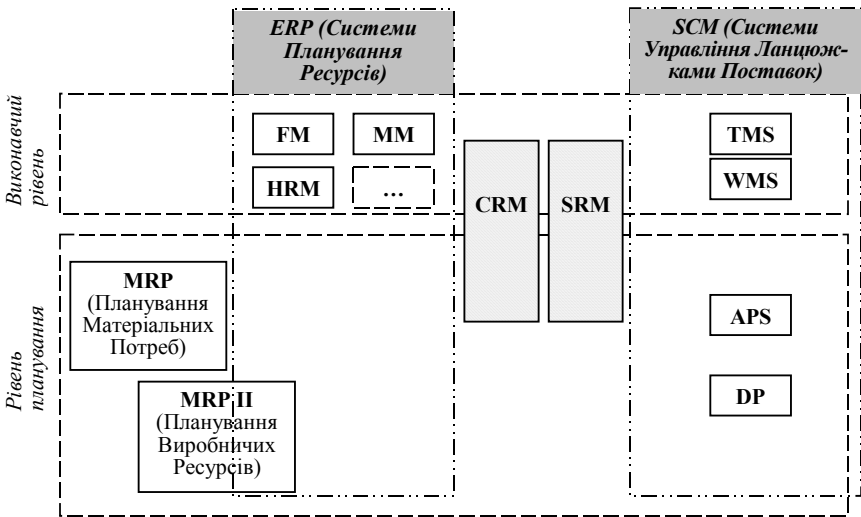 ERP (Системи
Планування
Ресурсів)
SCM (Системи
Управління Ланцюж-
ками Поставок)
Виконавчий
рівень
FM
MM
HRM
...
CRM
SRM
TMS
WMS
Рівень
планування
MRP
(Планування
Матеріальних
Потреб)
MRP II
(Планування
Виробничих
Ресурсів)
APS
DP